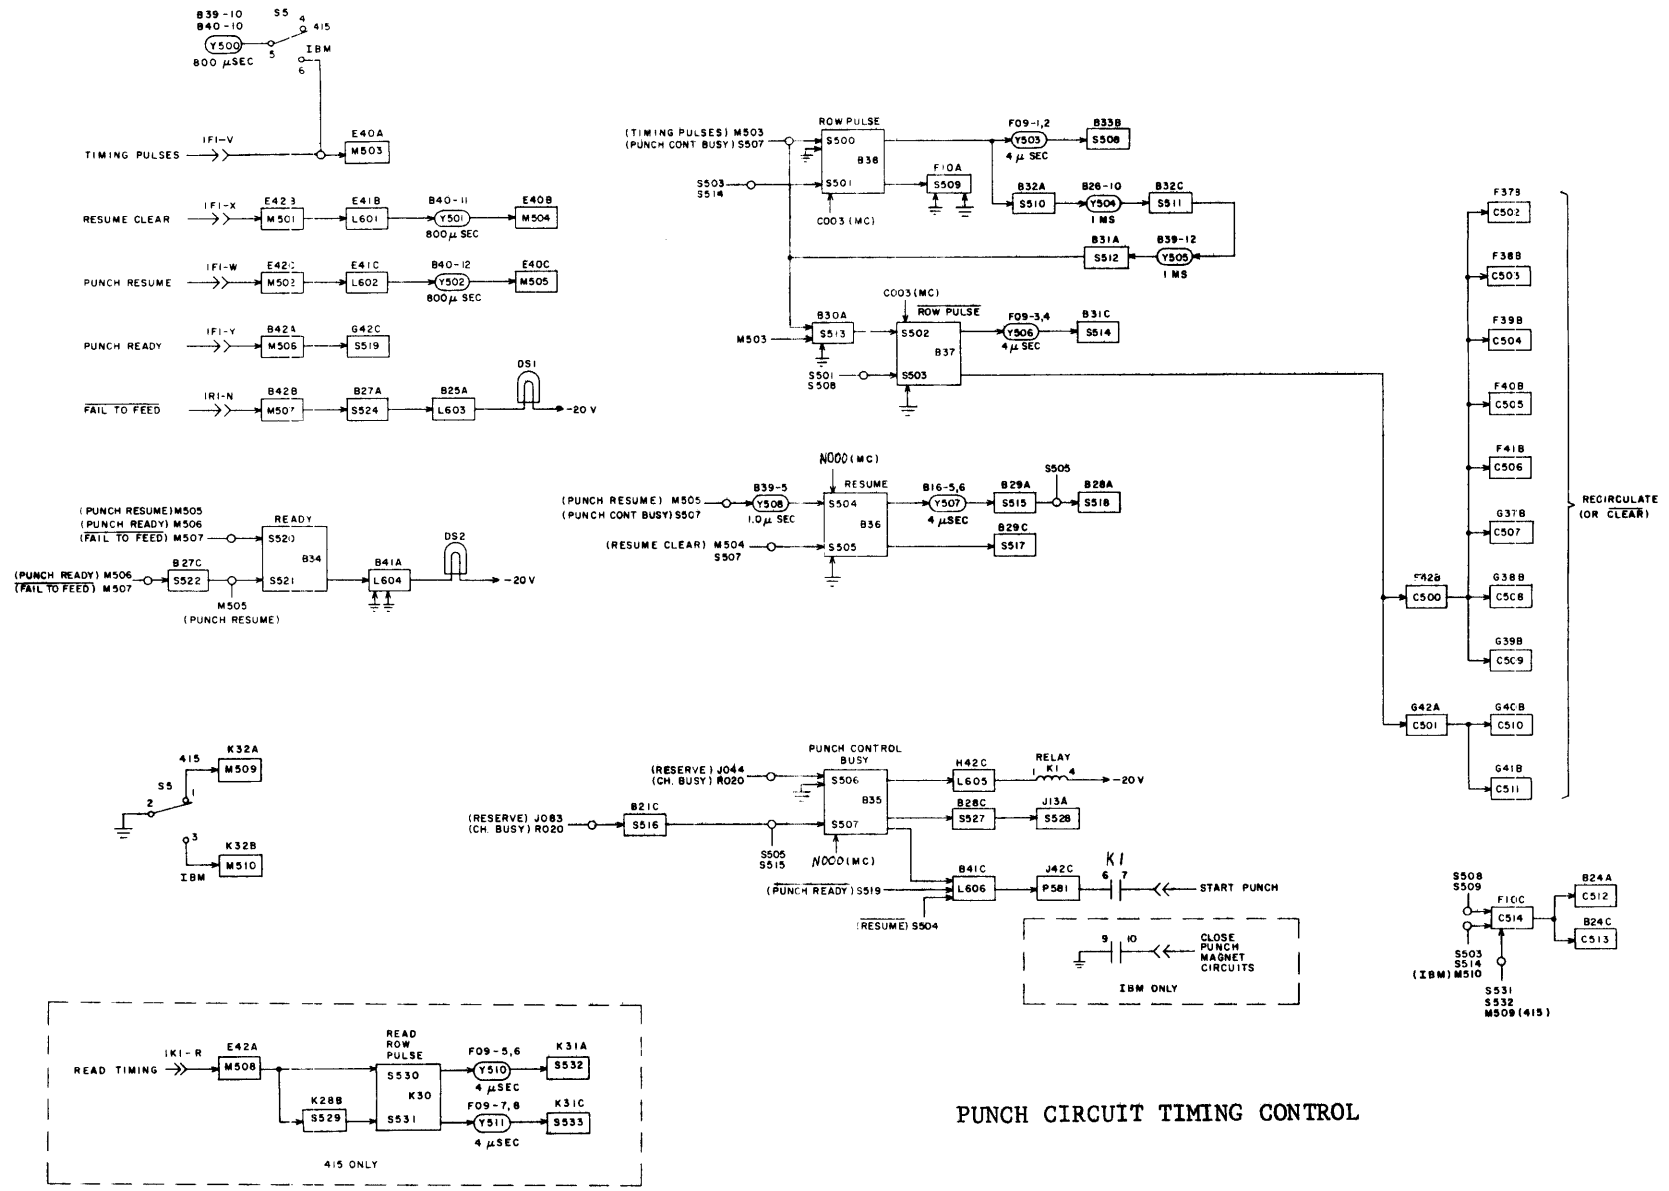 B39-10
B40-10
Y500
800 µSEC
S5
4
415
5
IBM
6
TIMING PULSES
IFI-V
E40A
M503
RESUME CLEAR
IFI-X
E42B
M501
E41B
L601
B40-11
Y501
800 µ SEC
E40B
M504
PUNCH RESUME
IFI-W
E42C
M502
E41C
L602
B40-12
Y502
800 µ SEC
E40C
M505
PUNCH READY
IFI-Y
B42A
M506
G42C
S519
FAIL TO FEED
IRI-N
B42B
M507
B27A
S524
B25A
L603
DS1
-20 V
(PUNCH RESUME) M505
(PUNCH READY) M506
(FAIL TO FEED) M507
READY
S520
B34
S521
(PUNCH READY) M506
(FAIL TO FEED) M507
B27C
S522
M505
(PUNCH RESUME)
B41A
L604
DS2
-20 V
(TIMING PULSES) M503
(PUNCH CONT BUSY) S507
ROW PULSE
S500
B38
S501
S503
S514
C003 (MC)
F09-1,2
Y503
4 µ SEC
B33B
S508
F10A
S509
B32A
S510
B26-10
Y504
1 MS
B32C
S511
B31A
S512
B39-12
Y505
1 MS
C003 (MC)
ROW PULSE
M503
B30A
S513
S502
B37
S503
S501
S508
F09-3,4
Y506
4 µ SEC
B31C
S514
N000 (MC)
RESUME
(PUNCH RESUME) M505
(PUNCH CONT BUSY) S507
B39-5
Y508
1.0 µ SEC
S504
B36
S505
(RESUME CLEAR) M504
S507
B16-5,6
Y507
4 µSEC
B29A
S515
S505
B28A
S518
B29C
S517
F37B
C502
F38B
C503
F39B
C504
F40B
C505
F41B
C506
G37B
C507
G38B
C508
G39B
C509
G40B
C510
G41B
C511
F42B
C500
G42A
C501
RECIRCULATE
(OR CLEAR)
S5
415
1
2
3
IBM
K32A
M509
K32B
M510
PUNCH CONTROL
BUSY
(RESERVE) J044
(CH. BUSY) R020
S506
B35
S507
(RESERVE) J083
(CH. BUSY) R020
B21C
S516
S505
S515
N000 (MC)
H42C
L605
RELAY
K1
1
4
-20 V
B28C
S527
J13A
S528
(PUNCH READY) S519
(RESUME) S504
B41C
L606
J42C
P581
K1
6
7
START PUNCH
9
10
CLOSE
PUNCH
MAGNET
CIRCUITS
IBM ONLY
S508
S509
F10C
C514
S503
S514
(IBM) M510
S531
S532
M509 (415)
B24A
C512
B24C
C513
READ TIMING
IKI-R
E42A
M508
K28B
S529
READ
ROW
PULSE
S530
K30
S531
F09-5,6
Y510
4 µSEC
K31A
S532
F09-7,8
Y511
4 µSEC
K31C
S533
415 ONLY
PUNCH CIRCUIT TIMING CONTROL